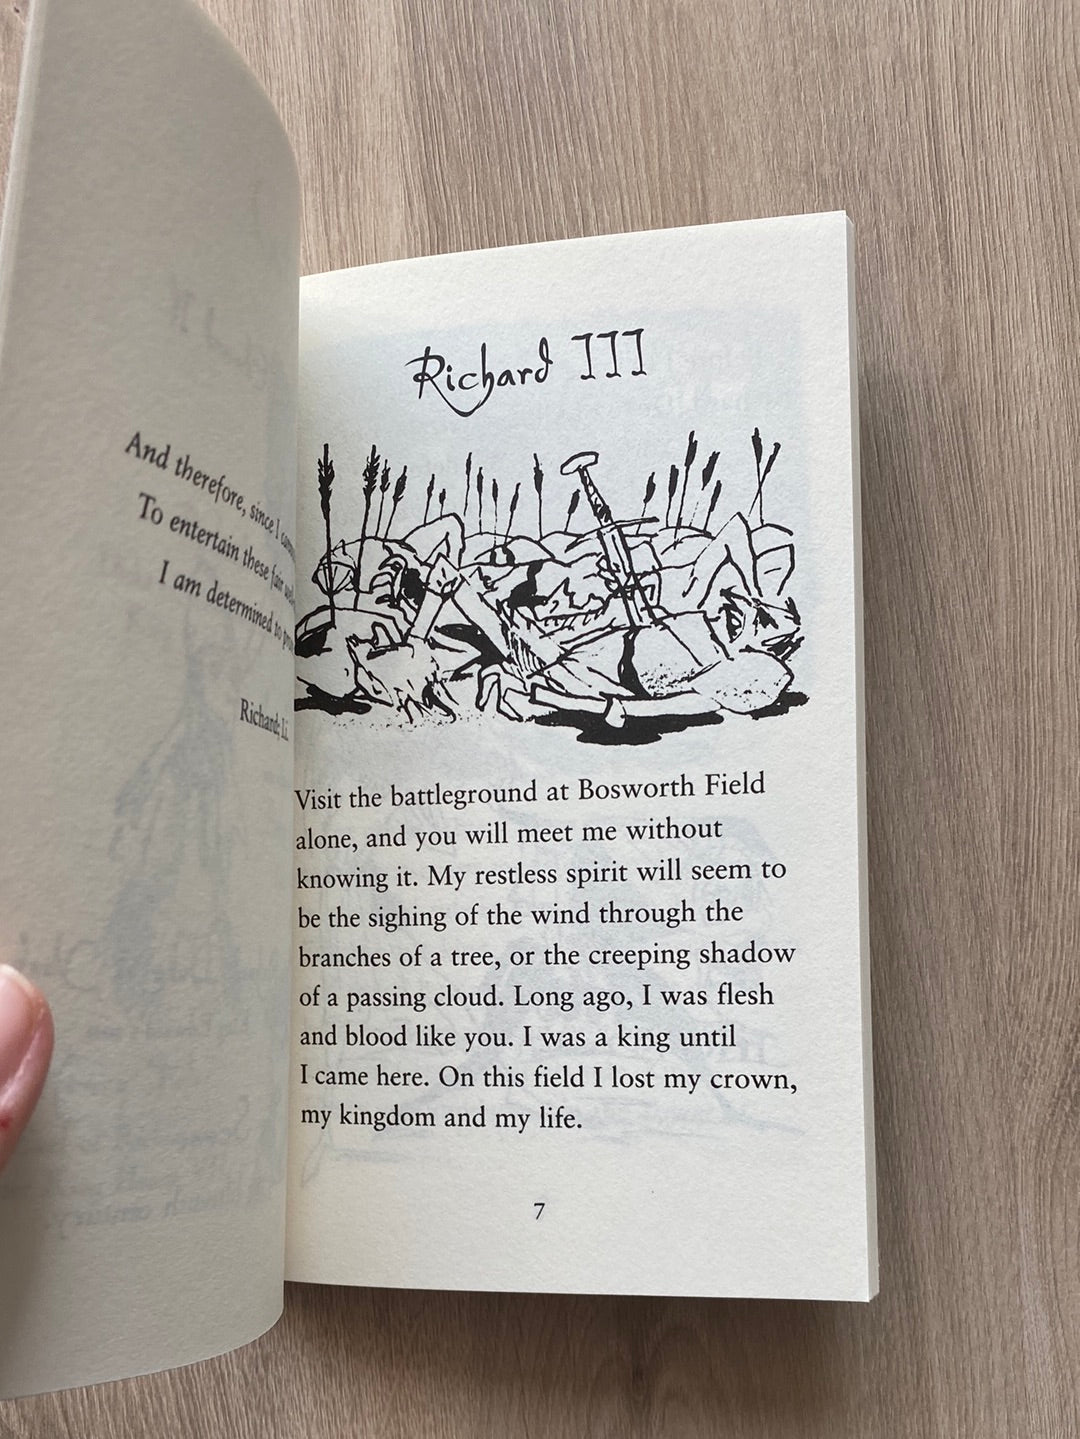 And therefore, since I
To entertain these fair
I am determined to
Richard;
Richard III
Visit the battleground at Bosworth Field
alone, and you will meet me without
knowing it. My restless spirit will seem to
be the sighing of the wind through the
branches of a tree, or the creeping shadow
of a passing cloud. Long ago, I was flesh
and blood like you. I was a king until
I came here. On this field I lost my crown,
my kingdom and my life.
7